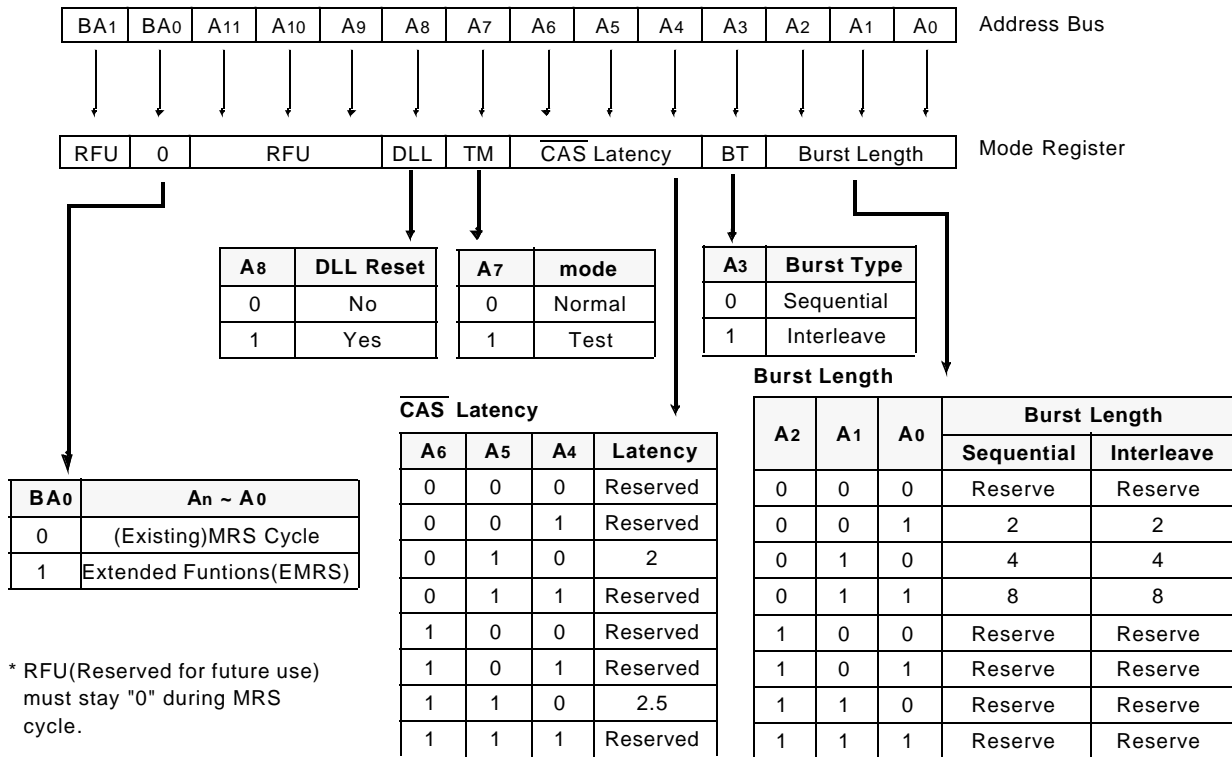 BA1 BA0 A11 A10 A9 A8 A7 A6 A5 A4 A3 A2 A1 A0 Address Bus
RFU 0 RFU DLL TM CAS Latency BT Burst Length Mode Register
A8 DLL Reset
0 No
1 Yes
A7 mode
0 Normal
1 Test
A3 Burst Type
0 Sequential
1 Interleave
BA0 An ~ A0
0 (Existing)MRS Cycle
1 Extended Funtions(EMRS)
* RFU(Reserved for future use)
must stay "0" during MRS
cycle.
CAS Latency
A6 A5 A4 Latency
0 0 0 Reserved
0 0 1 Reserved
0 1 0 2
0 1 1 Reserved
1 0 0 Reserved
1 0 1 Reserved
1 1 0 2.5
1 1 1 Reserved
Burst Length
A2 A1 A0 Burst Length
Sequential Interleave
0 0 0 Reserve Reserve
0 0 1 2 2
0 1 0 4 4
0 1 1 8 8
1 0 0 Reserve Reserve
1 0 1 Reserve Reserve
1 1 0 Reserve Reserve
1 1 1 Reserve Reserve